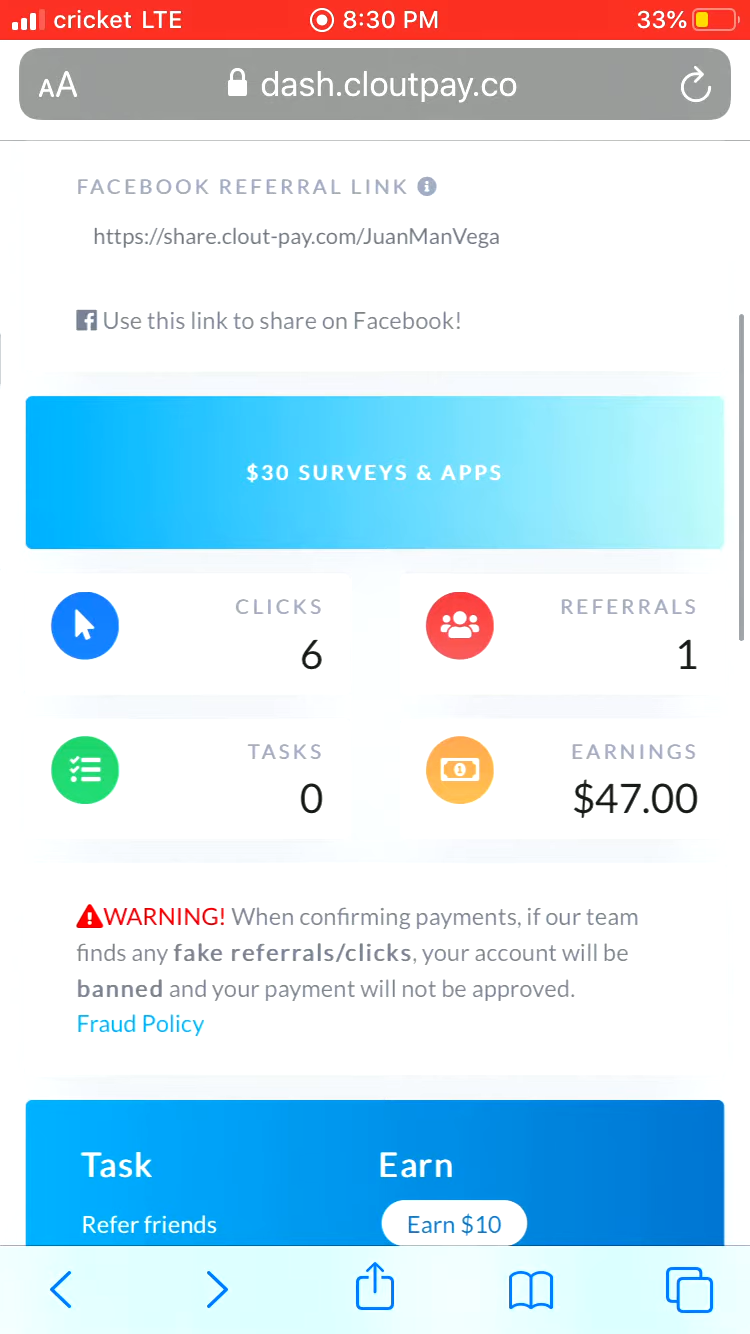 cricket LTE 8:30 PM 33%
AA dash.cloutpay.co
FACEBOOK REFERRAL LINK
https://share.clout-pay.com/JuanManVega
Use this link to share on Facebook!
$30 SURVEYS & APPS
CLICKS
6
REFERRALS
1
TASKS
0
EARNINGS
$47.00
WARNING! When confirming payments, if our team
finds any fake referrals/clicks, your account will be
banned and your payment will not be approved.
Fraud Policy
Task Earn
Refer friends Earn $10